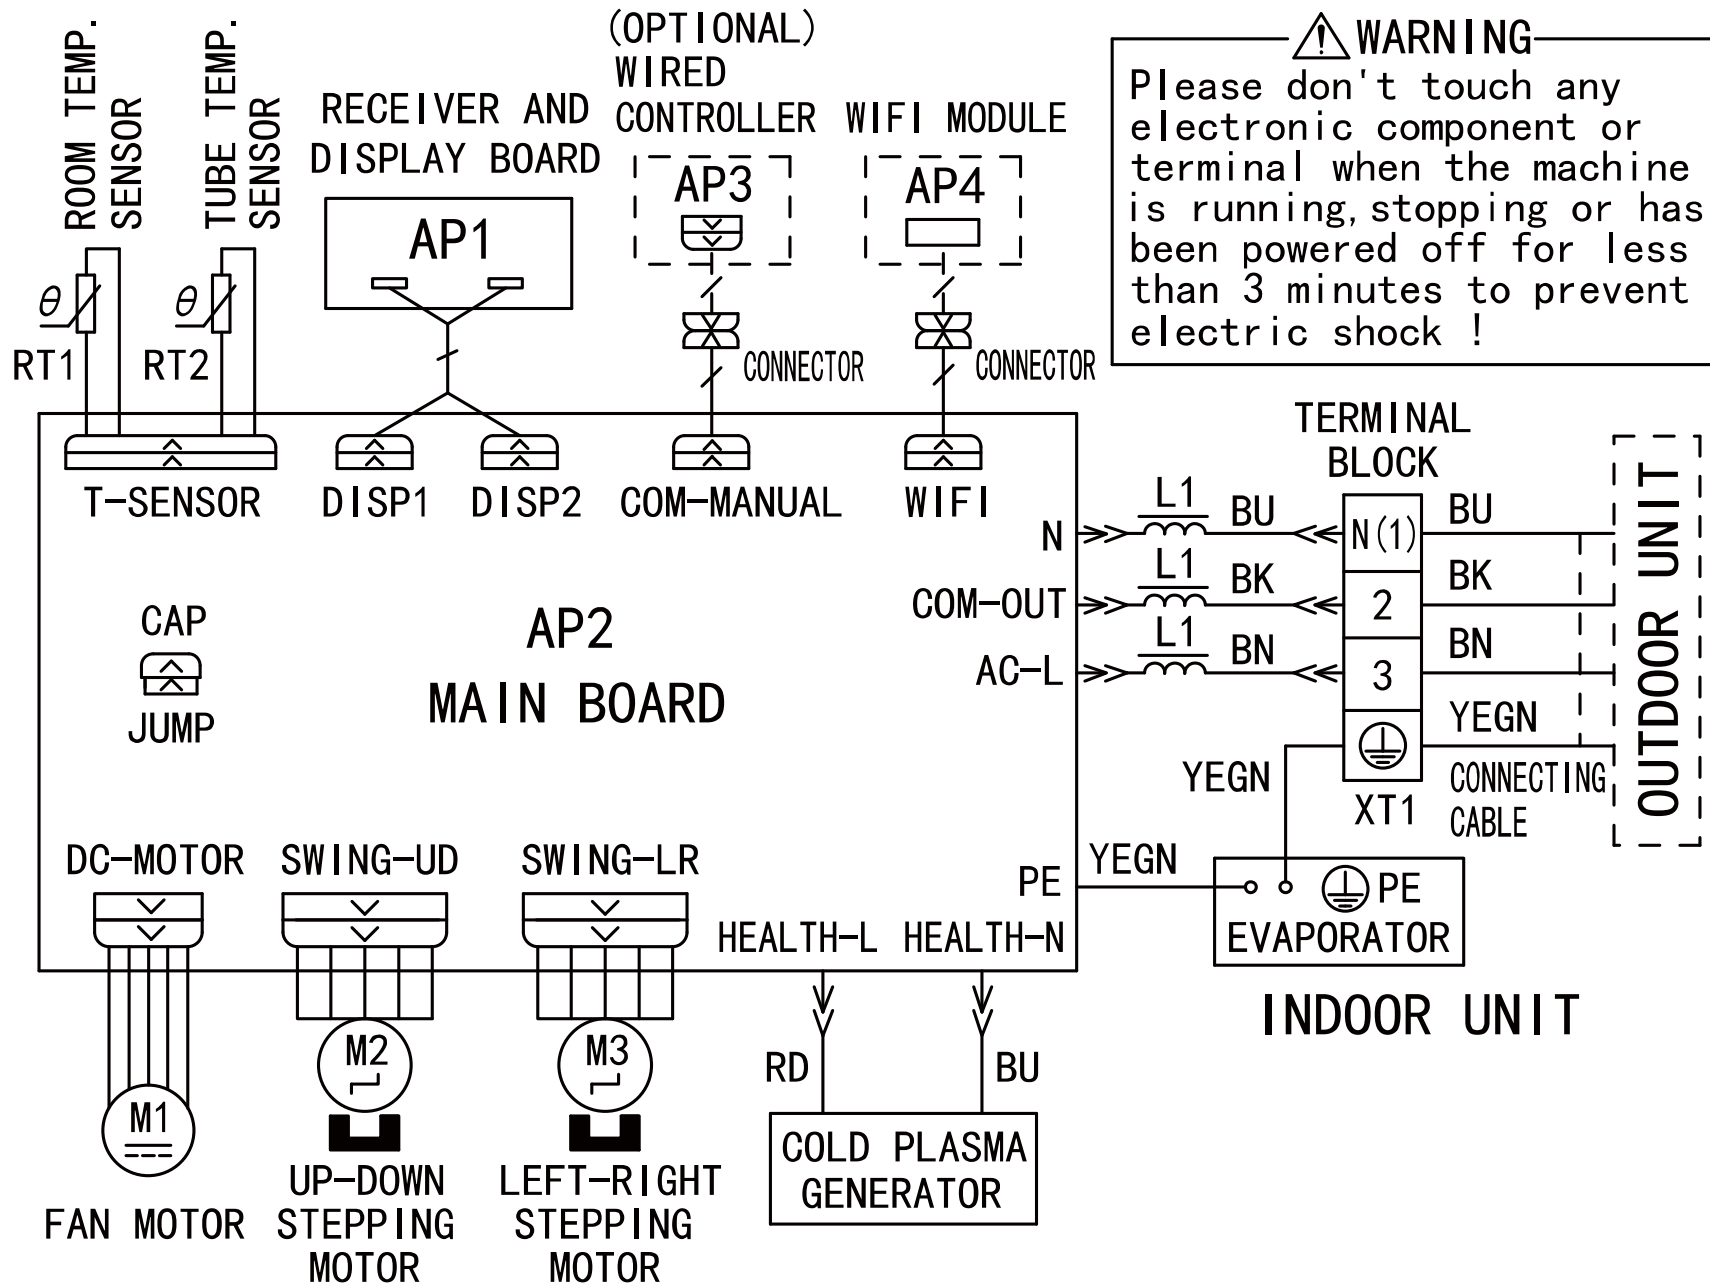 ROOM TEMP.
SENSOR
TUBE TEMP.
SENSOR
RECEIVER AND
DISPLAY BOARD
(OPTIONAL)
WIRED
CONTROLLER
WIFI MODULE
WARNING
Please don't touch any
electronic component or
terminal when the machine
is running,stopping or has
been powered off for less
than 3 minutes to prevent
electric shock !
AP1
AP3
AP4
θ
θ
RT1
RT2
CONNECTOR
CONNECTOR
T-SENSOR
DISP1
DISP2
COM-MANUAL
WIFI
TERMINAL
BLOCK
N
L1
BU
N(1)
BU
COM-OUT
L1
BK
2
BK
AC-L
L1
BN
3
BN
YEGN
YEGN
XT1
CONNECTING
CABLE
OUTDOOR UNIT
CAP
JUMP
AP2
MAIN BOARD
DC-MOTOR
SWING-UD
SWING-LR
HEALTH-L
HEALTH-N
PE
YEGN
PE
EVAPORATOR
INDOOR UNIT
M1
FAN MOTOR
M2
UP-DOWN
STEPPING
MOTOR
M3
LEFT-RIGHT
STEPPING
MOTOR
RD
BU
COLD PLASMA
GENERATOR